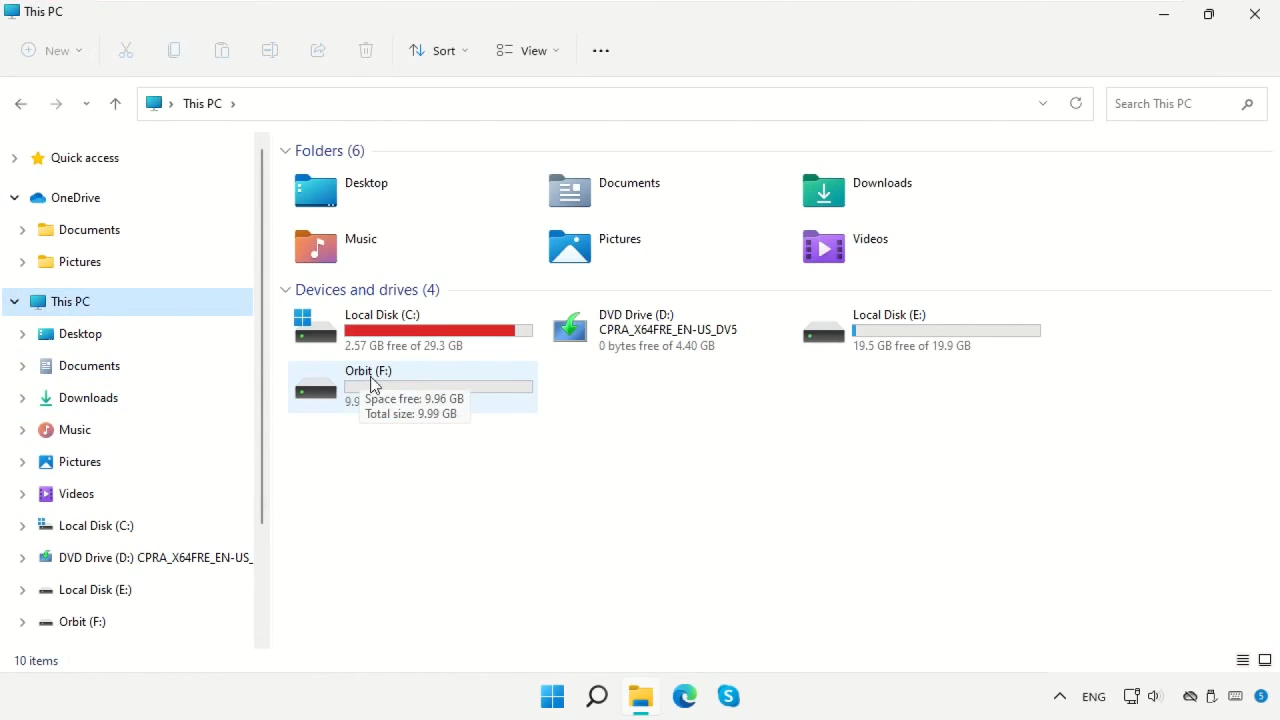 This PC
New
Sort
View
This PC
Search This PC
Quick access
OneDrive
Documents
Pictures
This PC
Desktop
Documents
Downloads
Music
Pictures
Videos
Local Disk (C:)
DVD Drive (D:) CPRA_X64FRE_EN-US_
Local Disk (E:)
Orbit (F:)
Folders (6)
Desktop
Documents
Downloads
Music
Pictures
Videos
Devices and drives (4)
Local Disk (C:)
2.57 GB free of 29.3 GB
DVD Drive (D:)
CPRA_X64FRE_EN-US_DV5
0 bytes free of 4.40 GB
Local Disk (E:)
19.5 GB free of 19.9 GB
Orbit (F:)
Space free: 9.96 GB
Total size: 9.99 GB
10 items
ENG
5